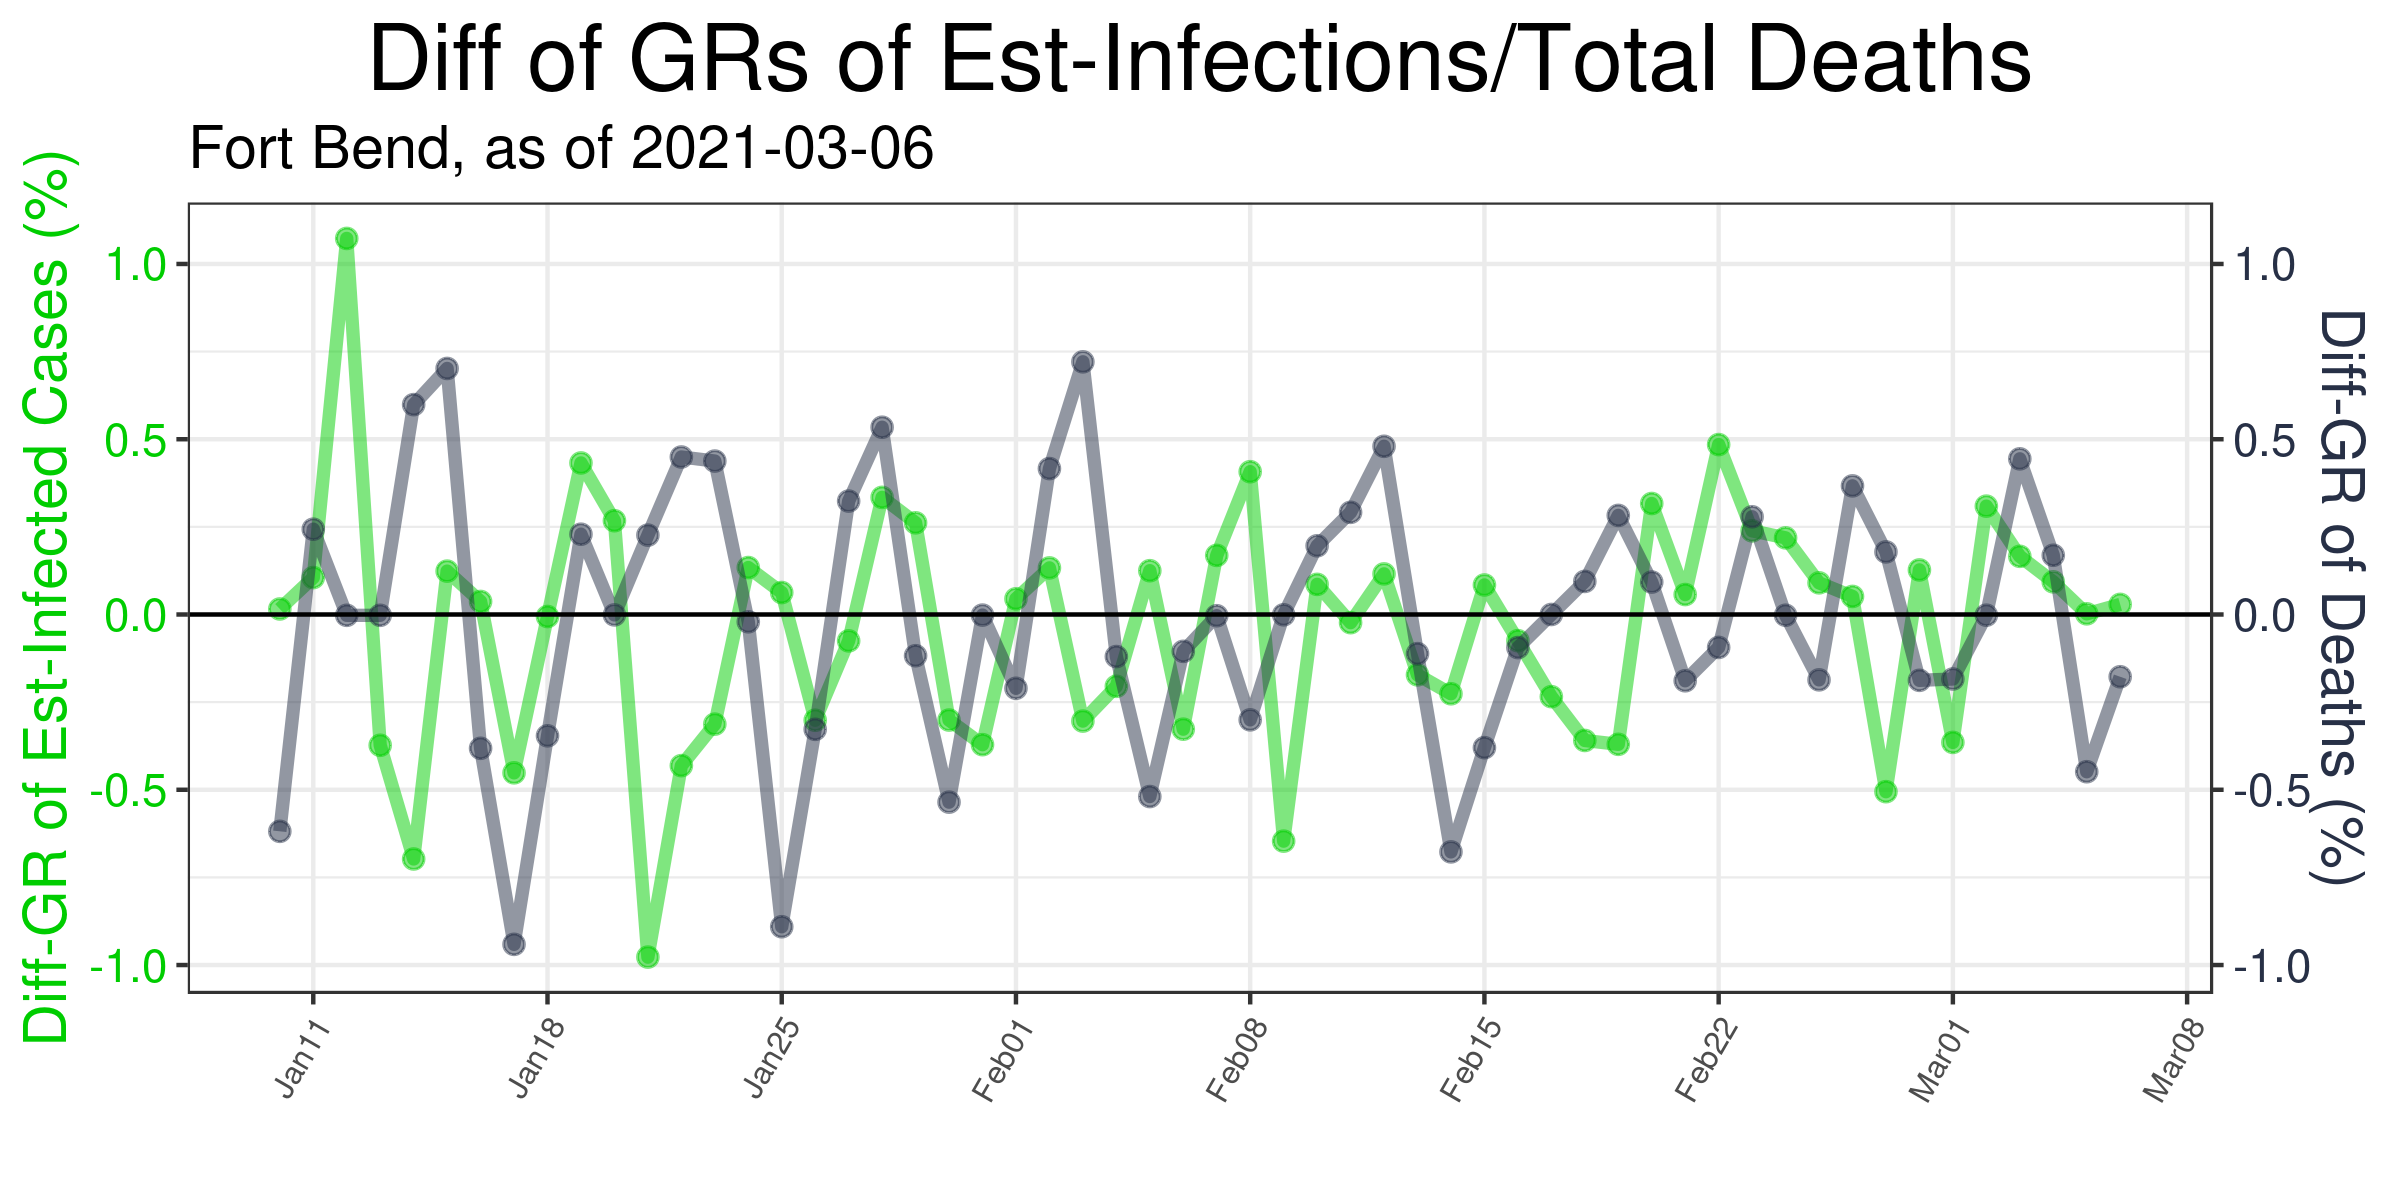 Diff of GRs of Est-Infections/Total Deaths
Fort Bend, as of 2021-03-06
Diff-GR of Est-Infected Cases (%)
1.0
0.5
0.0
-0.5
-1.0
1.0
0.5
0.0
-0.5
-1.0
Diff-GR of Deaths (%)
Jan11
Jan18
Jan25
Feb01
Feb08
Feb15
Feb22
Mar01
Mar08